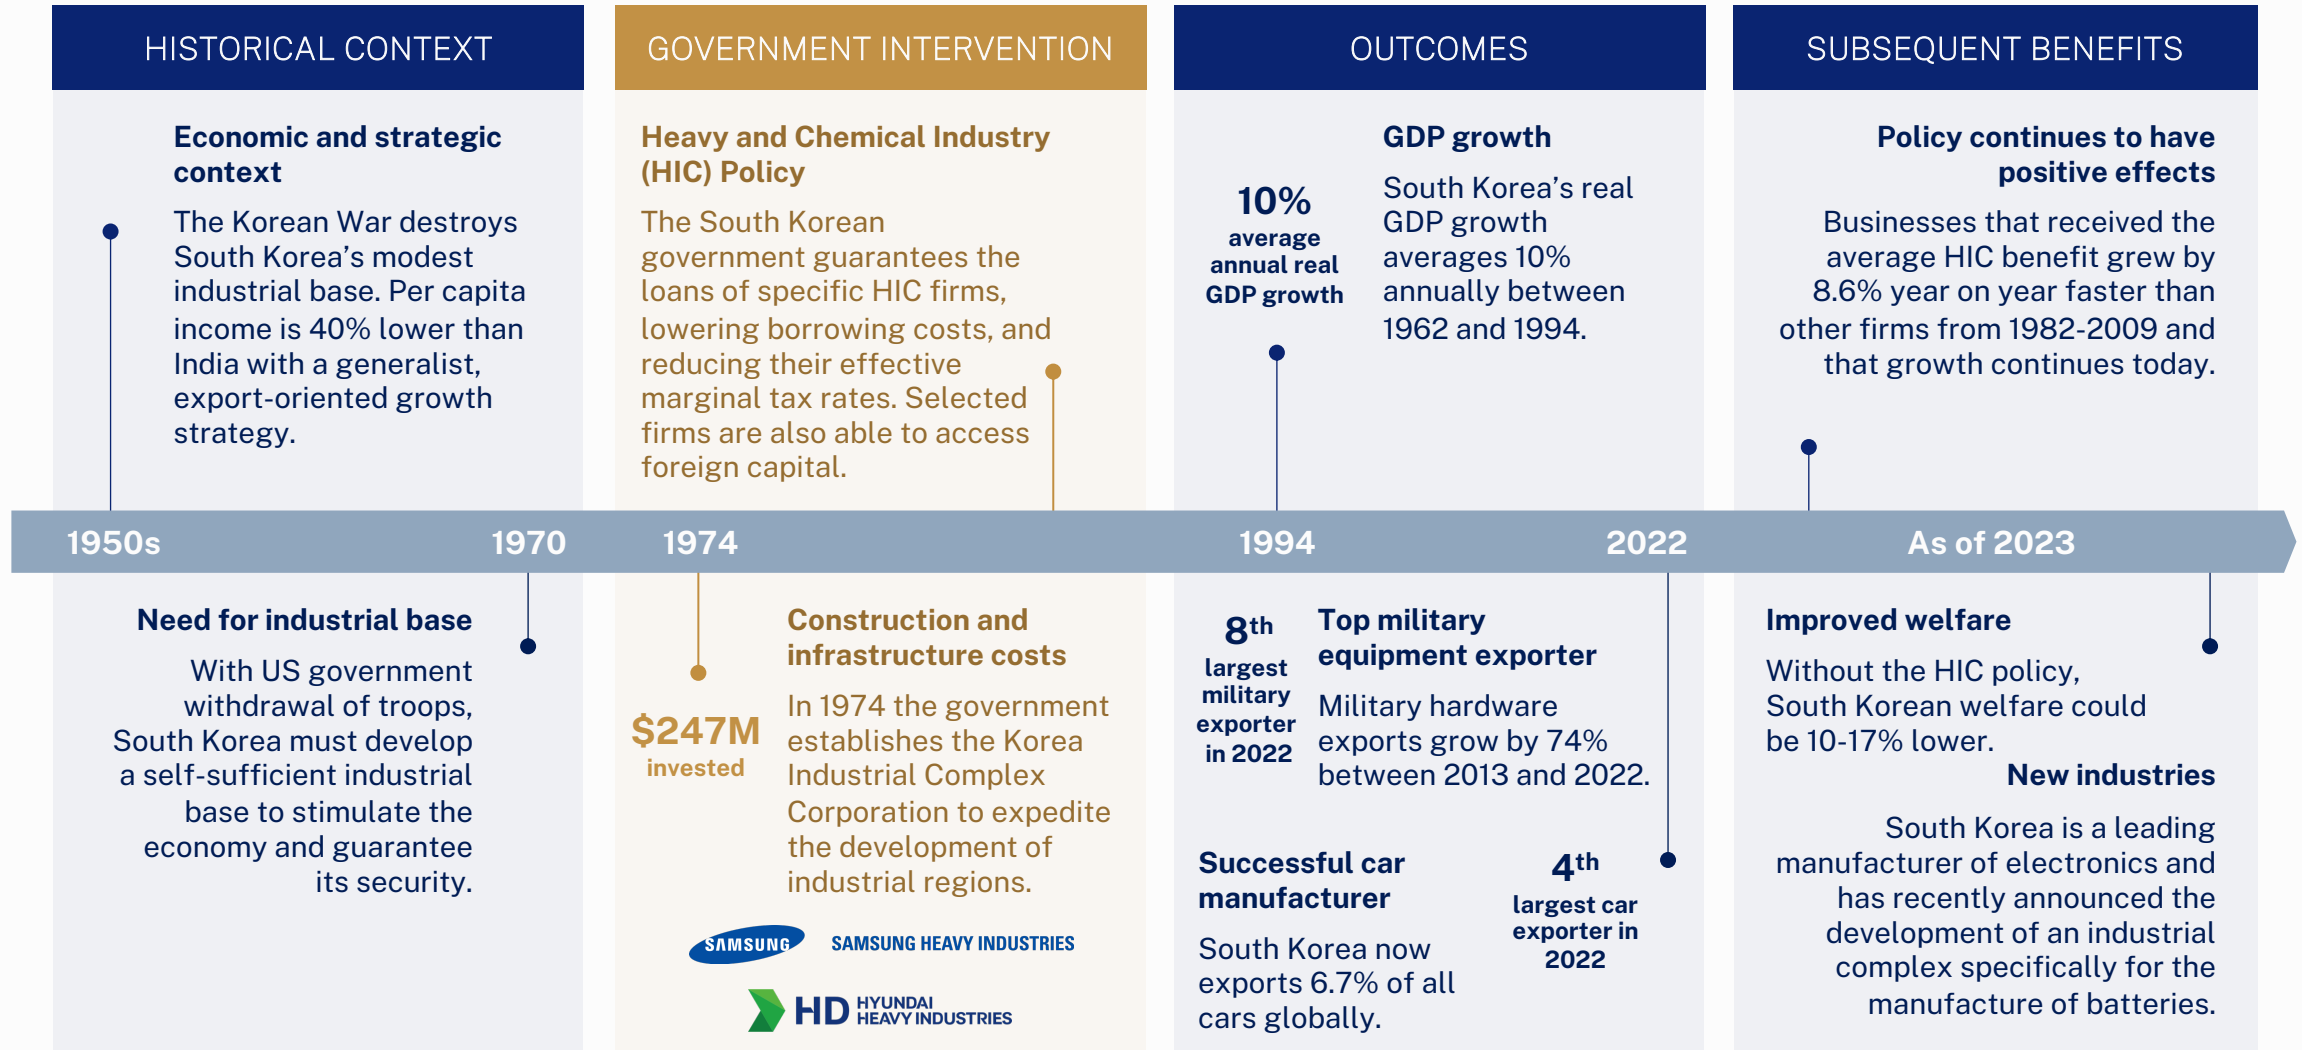 HISTORICAL CONTEXT
Economic and strategic
context
The Korean War destroys
South Korea's modest
industrial base. Per capita
income is 40% lower than
India with a generalist,
export-oriented growth
strategy.
GOVERNMENT INTERVENTION
Heavy and Chemical Industry
(HIC) Policy
The South Korean
government guarantees the
loans of specific HIC firms,
lowering borrowing costs, and
reducing their effective
marginal tax rates. Selected
firms are also able to access
foreign capital.
OUTCOMES
10%
average
annual real
GDP growth
GDP growth
South Korea's real
GDP growth
averages 10%
annually between
1962 and 1994.
SUBSEQUENT BENEFITS
Policy continues to have
positive effects
Businesses that received the
average HIC benefit grew by
8.6% year on year faster than
other firms from 1982-2009 and
that growth continues today.
1950s 1970 1974 1994 2022 As of 2023
Need for industrial base
With US government
withdrawal of troops,
South Korea must develop
a self-sufficient industrial
base to stimulate the
economy and guarantee
its security.
$247M
invested
Construction and
infrastructure costs
In 1974 the government
establishes the Korea
Industrial Complex
Corporation to expedite
the development of
industrial regions.
SAMSUNG SAMSUNG HEAVY INDUSTRIES
HD HYUNDAI
HEAVY INDUSTRIES
8th
largest
military
exporter
in 2022
Top military
equipment exporter
Military hardware
exports grow by 74%
between 2013 and 2022.
Successful car
manufacturer
South Korea now
exports 6.7% of all
cars globally.
4th
largest car
exporter in
2022
Improved welfare
Without the HIC policy,
South Korean welfare could
be 10-17% lower.
New industries
South Korea is a leading
manufacturer of electronics and
has recently announced the
development of an industrial
complex specifically for the
manufacture of batteries.